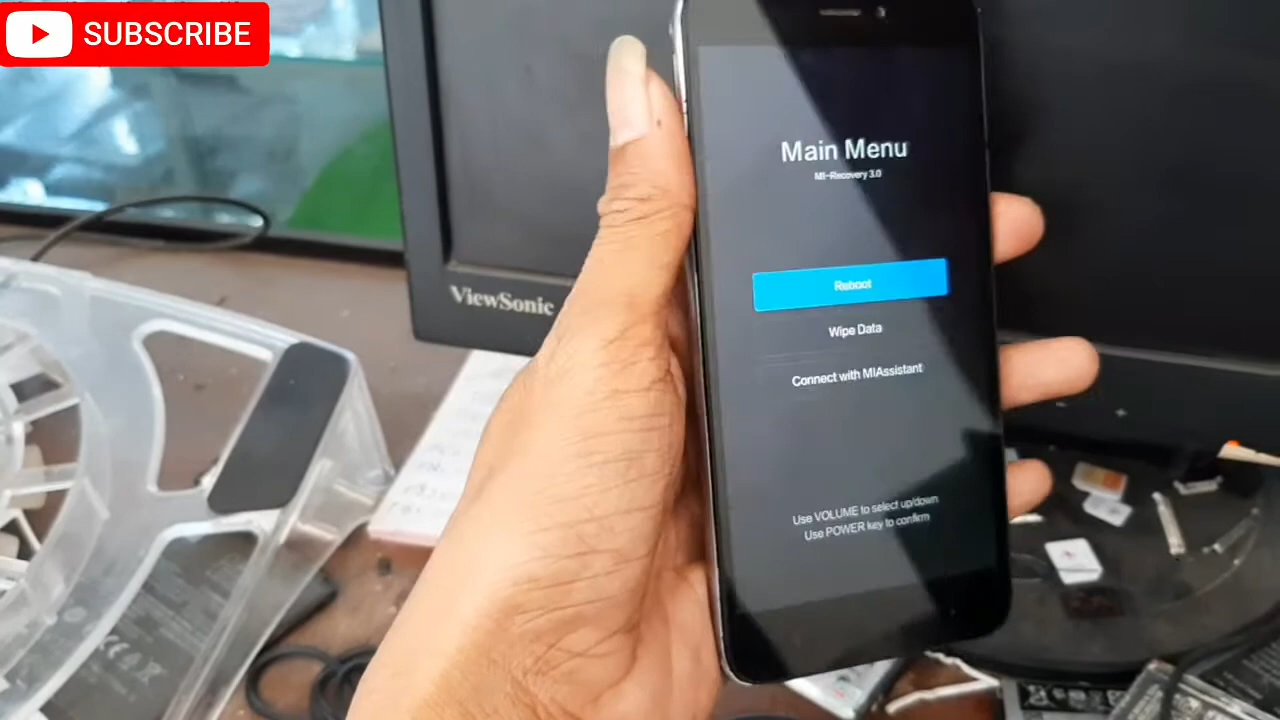 SUBSCRIBE
ViewSonic
Main Menu
MI-Recovery 3.0
Reboot
Wipe Data
Connect with MIAssistant
Use VOLUME to select up/down
Use POWER key to confirm